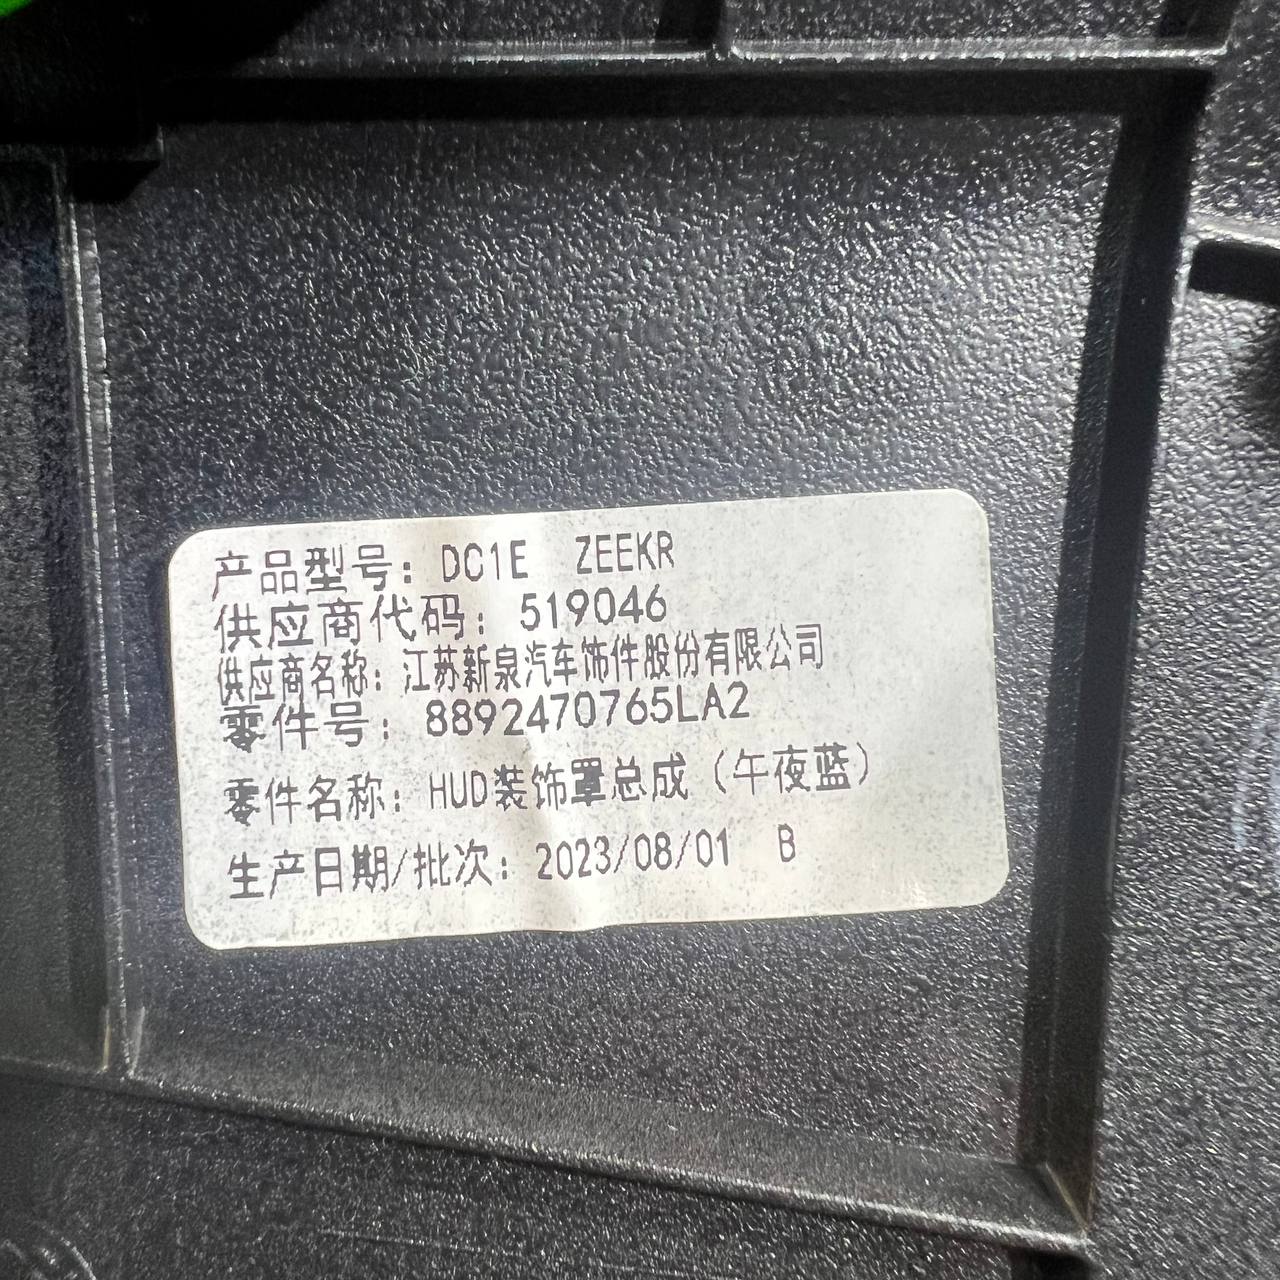 产品型号：DC1E ZEEKR
供应商代码：519046
供应商名称：江苏新泉汽车饰件股份有限公司
零件号：8892470765LA2
零件名称：HUD装饰罩总成（午夜蓝）
生产日期/批次：2023/08/01 B